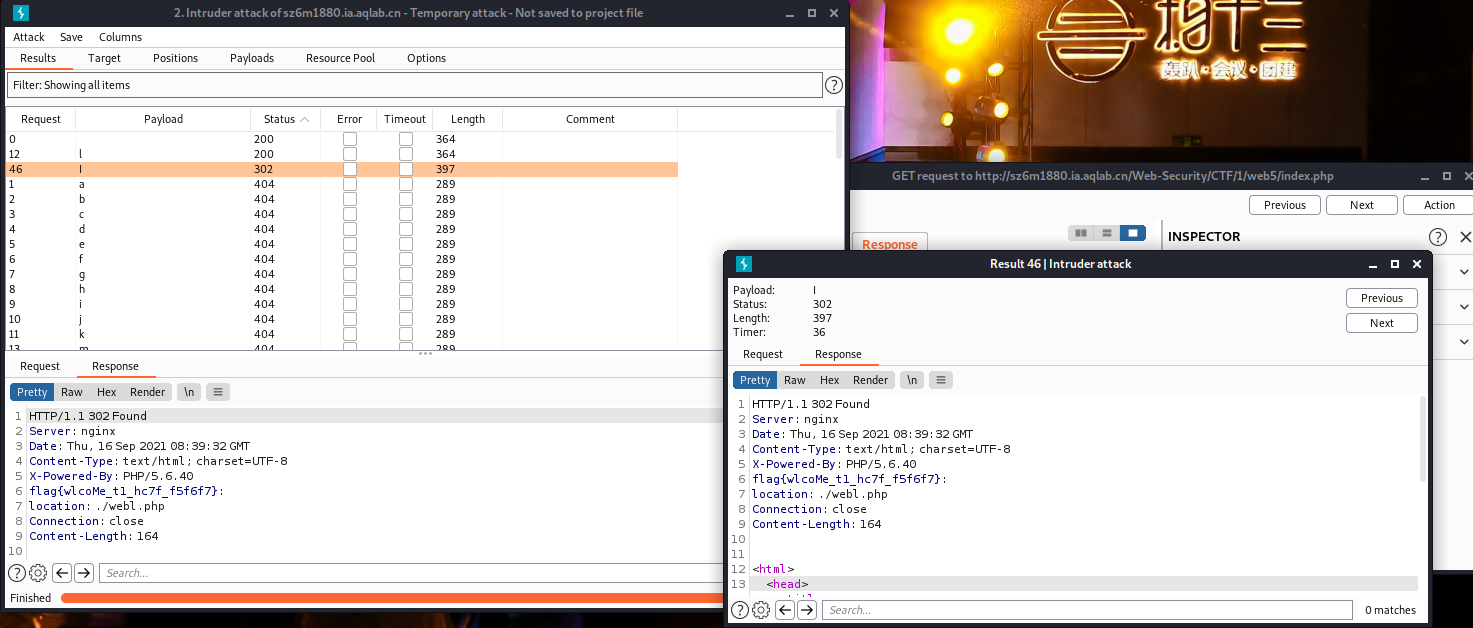 2. Intruder attack of sz6m1880.ia.aqlab.cn - Temporary attack - Not saved to project file
Attack Save Columns
Results Target Positions Payloads Resource Pool Options
Filter: Showing all items
Request Payload Status Error Timeout Length Comment
0 200 364
12 l 200 364
46 I 302 397
1 a 404 289
2 b 404 289
3 c 404 289
4 d 404 289
5 e 404 289
6 f 404 289
7 g 404 289
8 h 404 289
9 i 404 289
10 j 404 289
11 k 404 289
13 m 404 289
Request Response
Pretty Raw Hex Render \n
1 HTTP/1.1 302 Found
2 Server: nginx
3 Date: Thu, 16 Sep 2021 08:39:32 GMT
4 Content-Type: text/html; charset=UTF-8
5 X-Powered-By: PHP/5.6.40
6 flag{wlcoMe_t1_hc7f_f5f6f7}:
7 location: ./webl.php
8 Connection: close
9 Content-Length: 164
10
Search...
Finished
轰趴·会议·团建
GET request to http://sz6m1880.ia.aqlab.cn/Web-Security/CTF/1/web5/index.php
Previous Next Action
Response
INSPECTOR
Result 46 | Intruder attack
Payload: I
Status: 302
Length: 397
Timer: 36
Previous
Next
Request Response
Pretty Raw Hex Render \n
1 HTTP/1.1 302 Found
2 Server: nginx
3 Date: Thu, 16 Sep 2021 08:39:32 GMT
4 Content-Type: text/html; charset=UTF-8
5 X-Powered-By: PHP/5.6.40
6 flag{wlcoMe_t1_hc7f_f5f6f7}:
7 location: ./webl.php
8 Connection: close
9 Content-Length: 164
10
11
12 <html>
13 <head>
Search...
0 matches